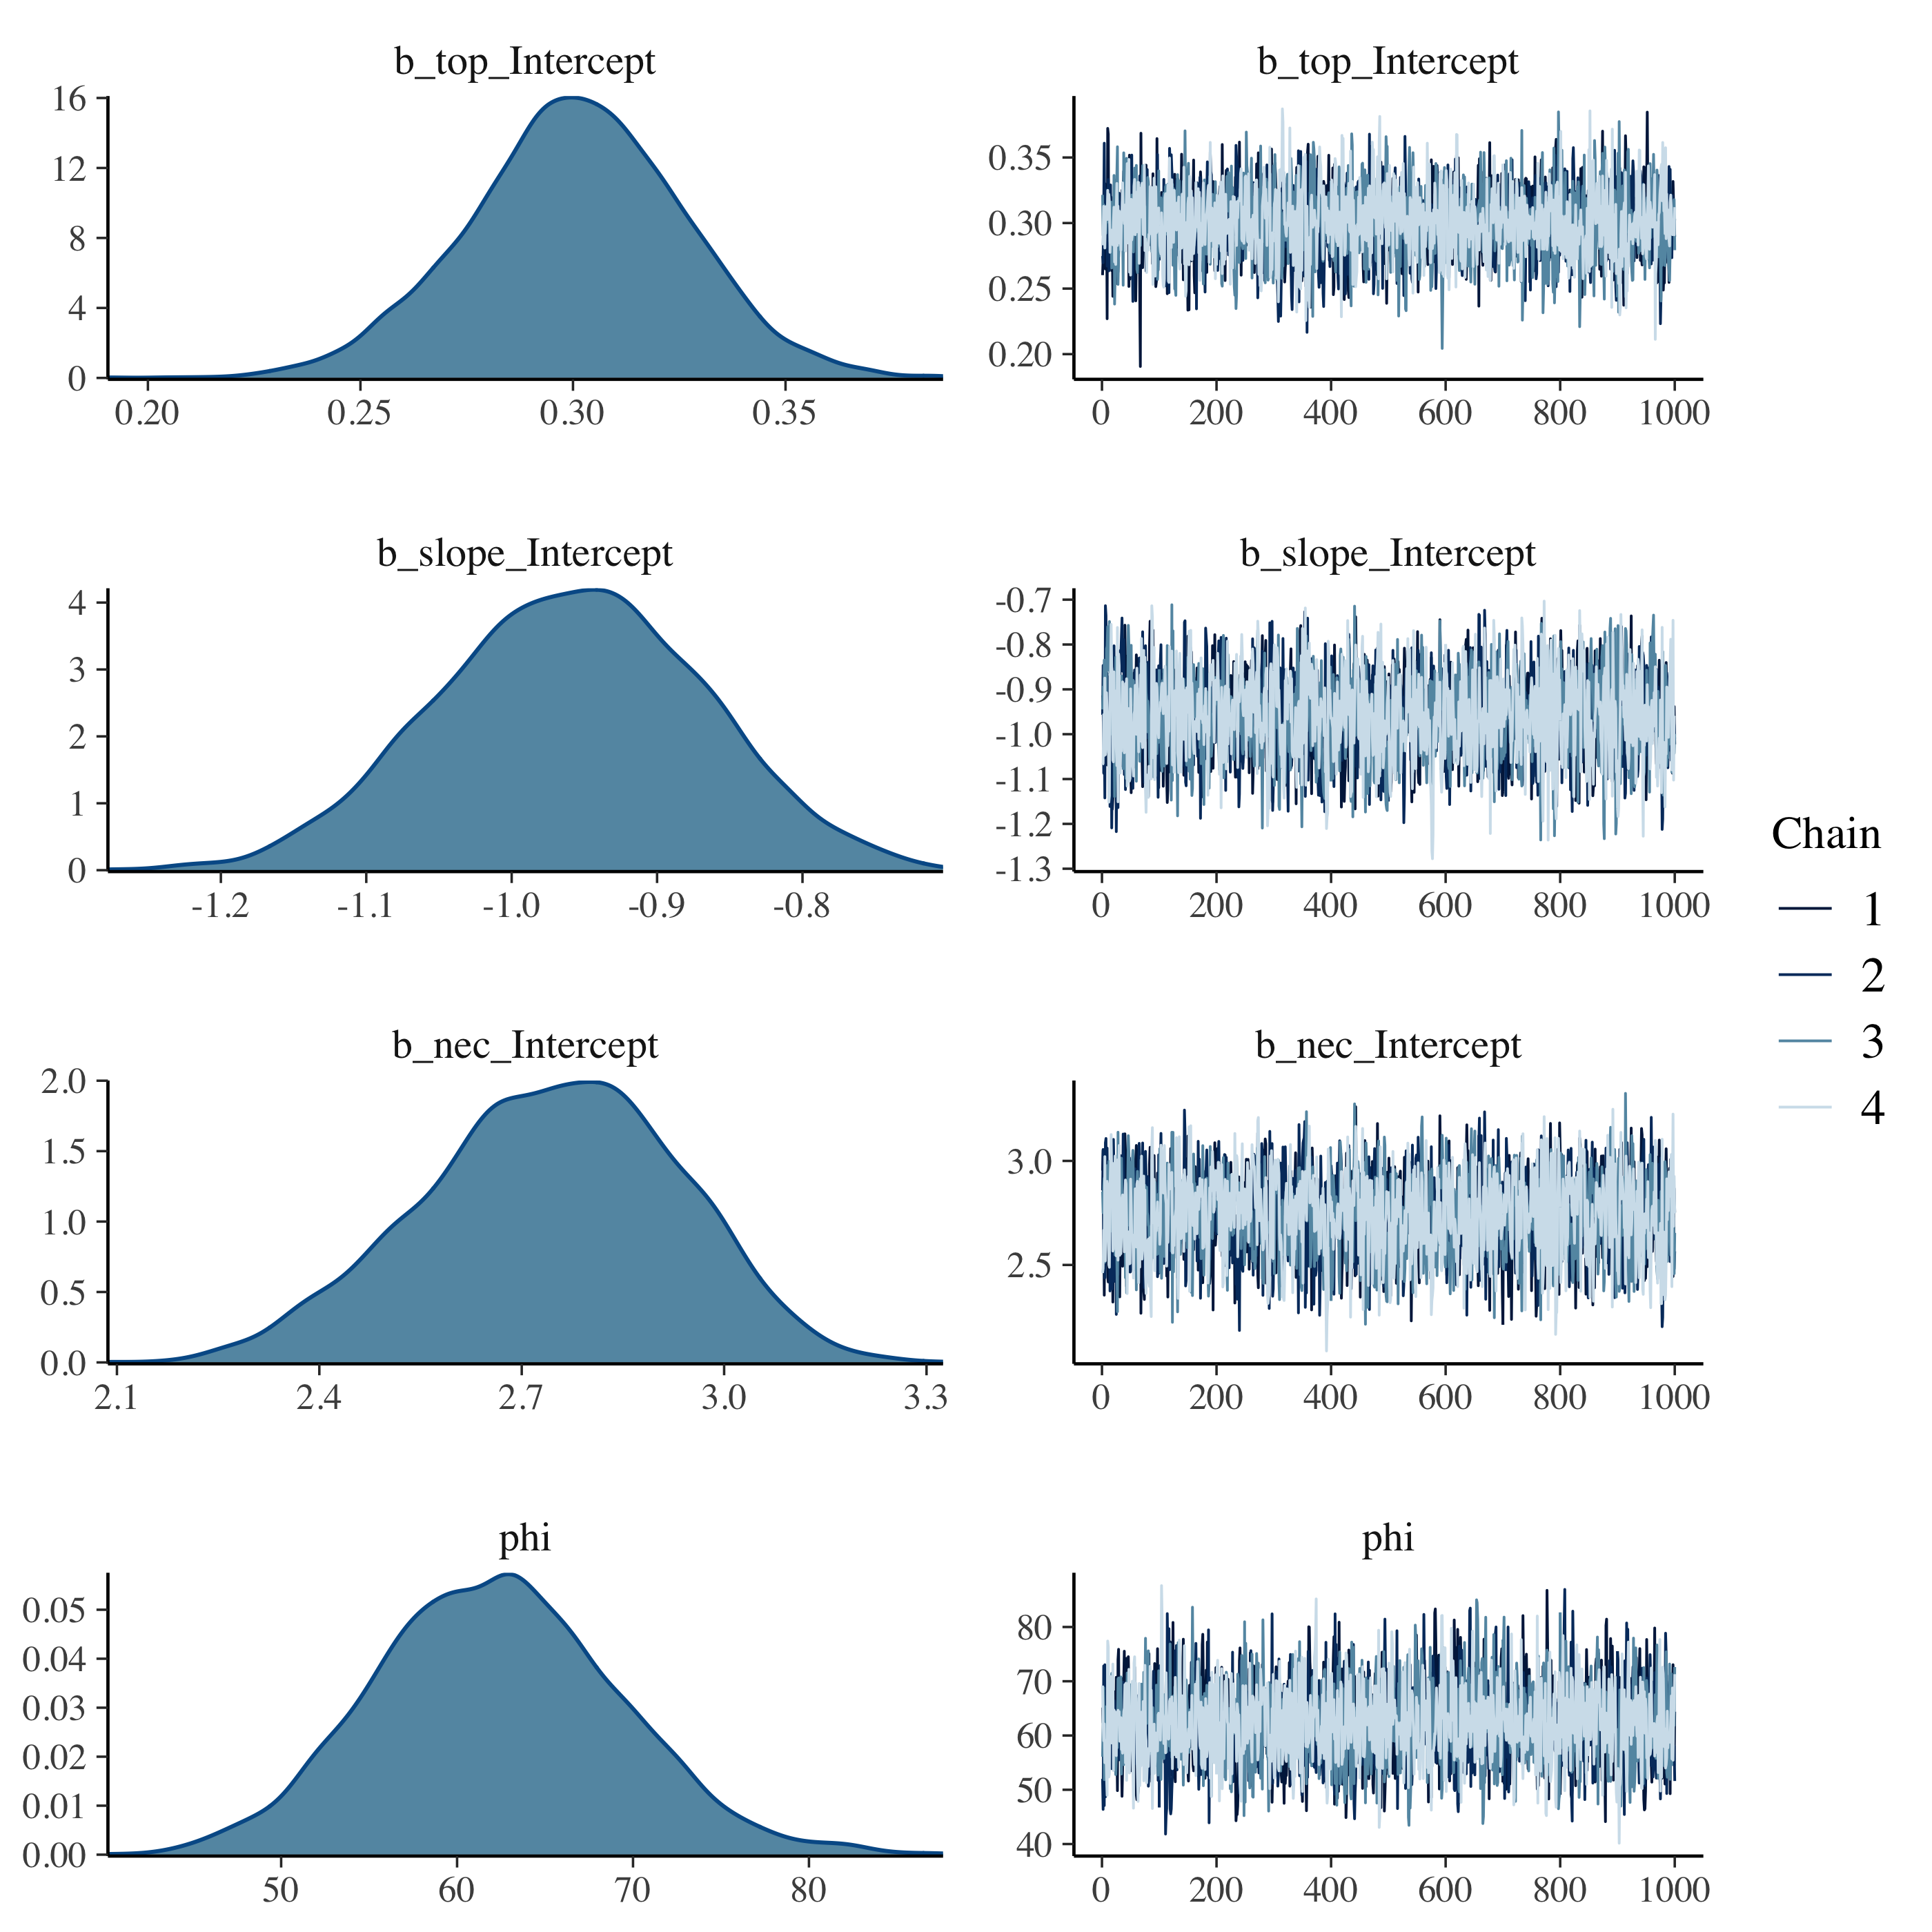 b_top_Intercept
16
12
8
4
0
0.20 0.25 0.30 0.35
b_top_Intercept
0.35
0.30
0.25
0.20
0 200 400 600 800 1000
b_slope_Intercept
4
3
2
1
0
-1.2 -1.1 -1.0 -0.9 -0.8
b_slope_Intercept
-0.7
-0.8
-0.9
-1.0
-1.1
-1.2
-1.3
0 200 400 600 800 1000
b_nec_Intercept
2.0
1.5
1.0
0.5
0.0
2.1 2.4 2.7 3.0 3.3
b_nec_Intercept
3.0
2.5
0 200 400 600 800 1000
phi
0.05
0.04
0.03
0.02
0.01
0.00
50 60 70 80
phi
80
70
60
50
40
0 200 400 600 800 1000
Chain
1
2
3
4